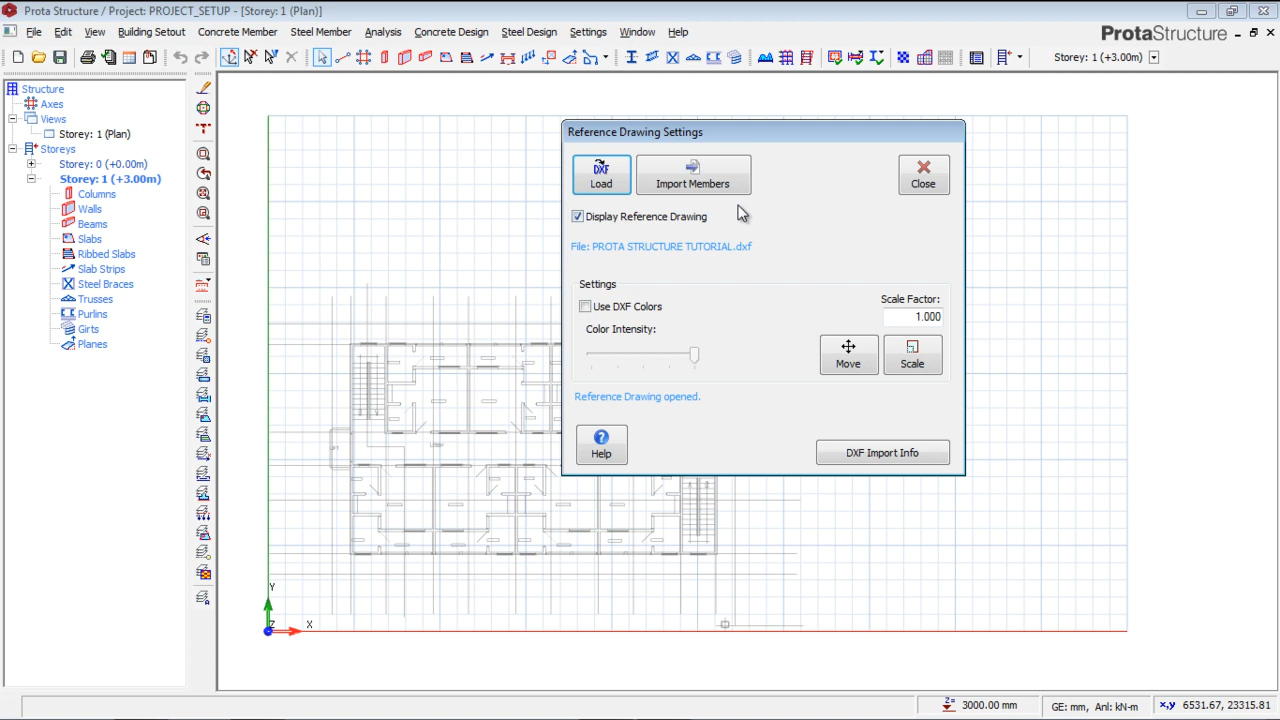 Prota Structure / Project: PROJECT_SETUP - [Storey: 1 (Plan)]
File Edit View Building Setout Concrete Member Steel Member Analysis Concrete Design Steel Design Settings Window Help
ProtaStructure
Storey: 1 (+3.00m)
Structure
Axes
Views
Storey: 1 (Plan)
Storeys
Storey: 0 (+0.00m)
Storey: 1 (+3.00m)
Columns
Walls
Beams
Slabs
Ribbed Slabs
Slab Strips
Steel Braces
Trusses
Purlins
Girts
Planes
Reference Drawing Settings
DXF
Load
Import Members
Close
Display Reference Drawing
File: PROTA STRUCTURE TUTORIAL.dxf
Settings
Use DXF Colors
Scale Factor:
1.000
Color Intensity:
Move
Scale
Reference Drawing opened.
Help
DXF Import Info
Y
Z
X
Z=
3000.00 mm
GE: mm, Anl: kN-m
x,y 6531.67, 23315.81